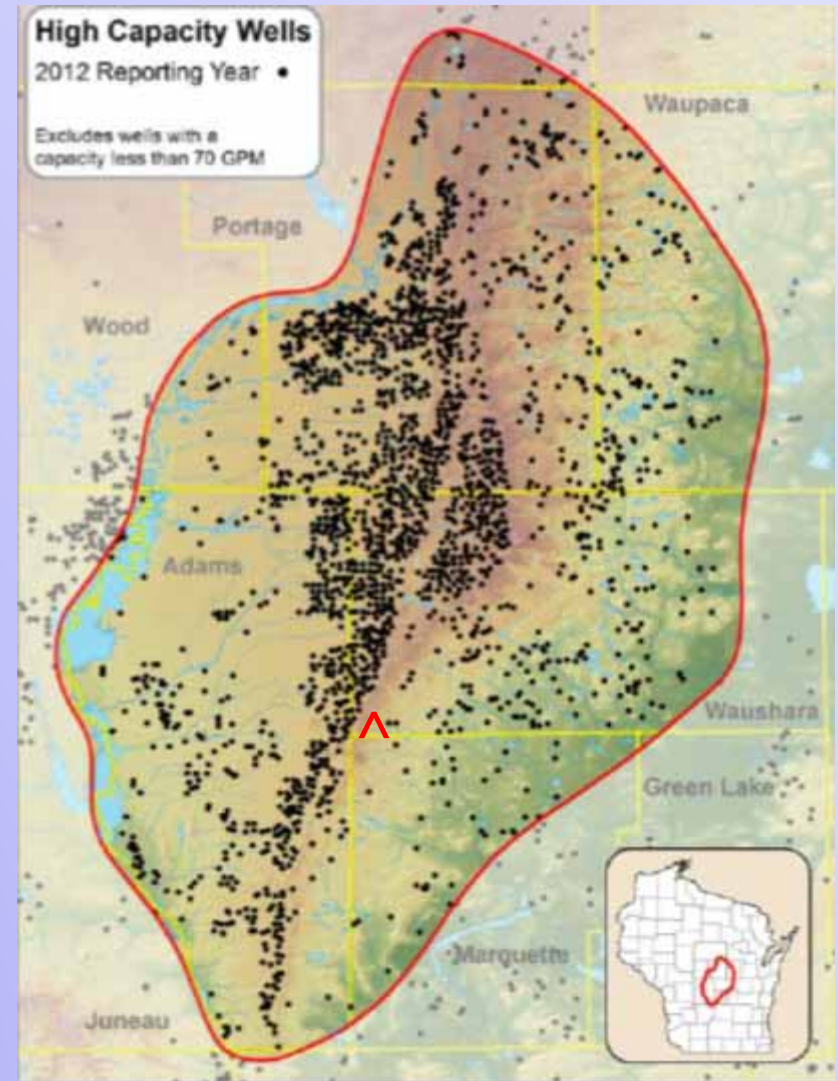 High Capacity Wells
2012 Reporting Year
Excludes wells with a
capacity less than 70 GPM
Waupaca
Portage
Wood
Adams
Waushara
Green Lake
Marquette
Juneau